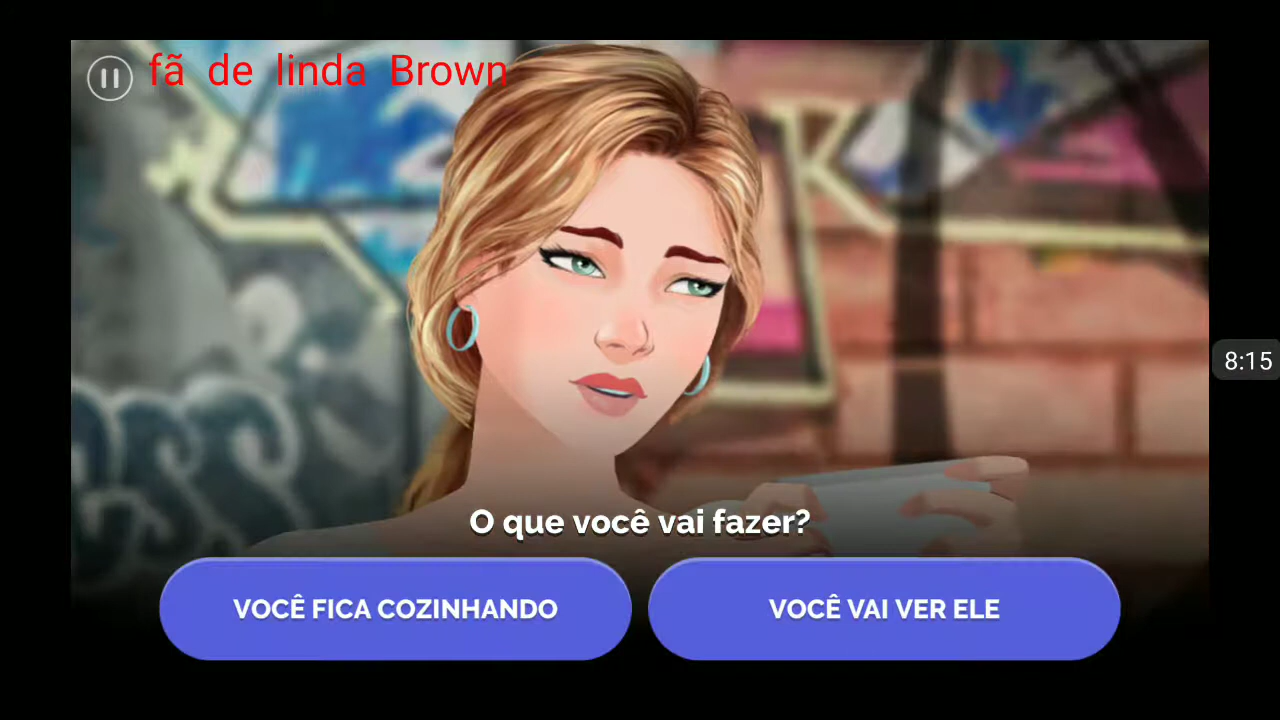 fã de linda Brown
8:15
O que você vai fazer?
VOCÊ FICA COZINHANDO
VOCÊ VAI VER ELE